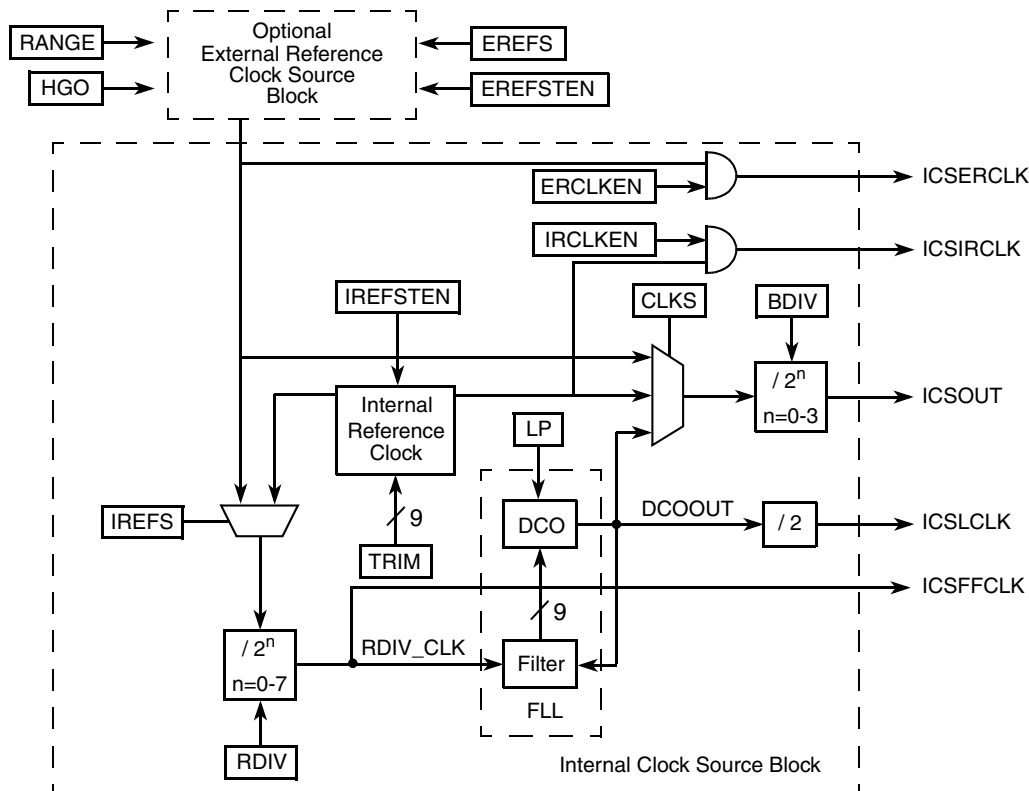 Optional
External Reference
Clock Source
Block
RANGE
HGO
EREFS
EREFSTEN
ERCLKEN
ICSERCLK
IRCLKEN
ICSIRCLK
IREFSTEN
CLKS
BDIV
/ 2ⁿ
n=0-3
ICSOUT
Internal
Reference
Clock
LP
IREFS
9
TRIM
DCO
DCOOUT
/ 2
ICSLCLK
ICSFFCLK
9
/ 2ⁿ
n=0-7
RDIV_CLK
Filter
FLL
RDIV
Internal Clock Source Block